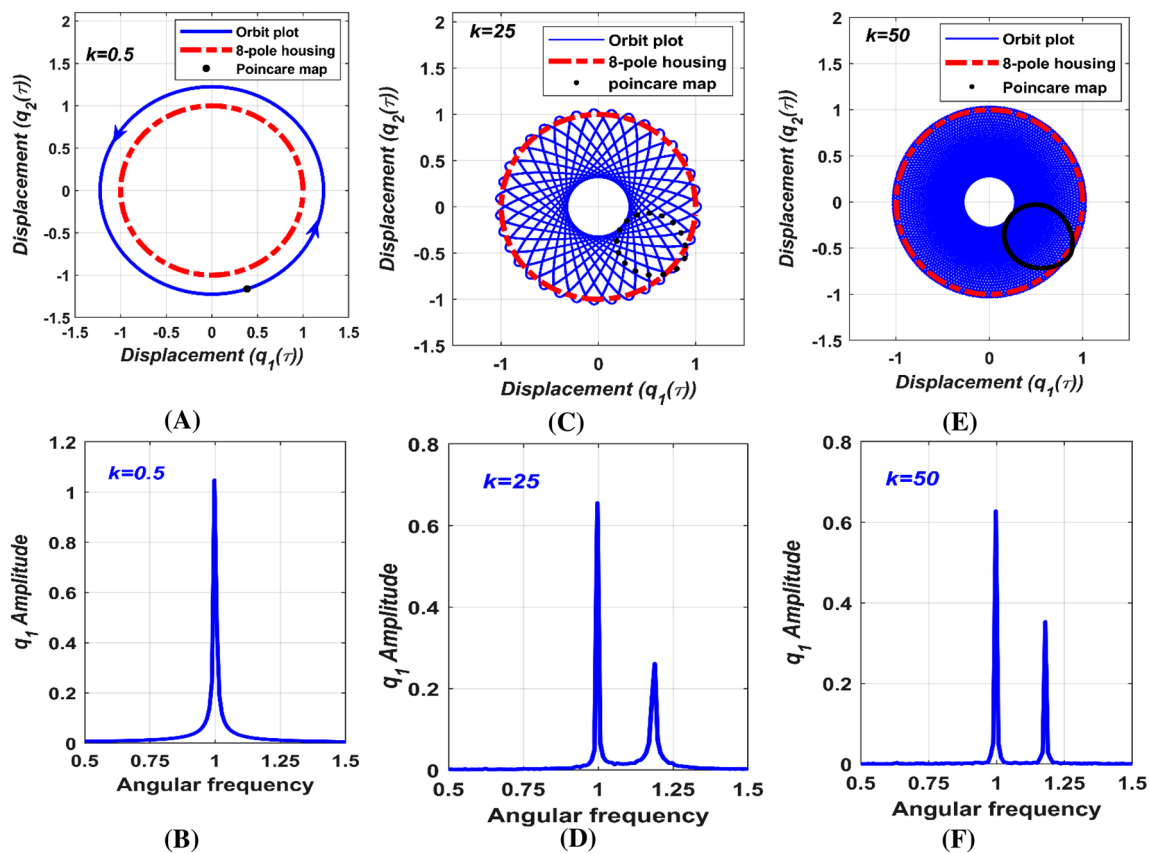 k=0.5
Orbit plot
8-pole housing
Poincare map
Displacement (q2(τ))
2
1.5
1
0.5
0
-0.5
-1
-1.5
-1.5 -1 -0.5 0 0.5 1 1.5
Displacement (q1(τ))
(A)
k=25
Orbit plot
8-pole housing
poincare map
Displacement (q2(τ))
2
1.5
1
0.5
0
-0.5
-1
-1.5
-1 0 1
Displacement (q1(τ))
(C)
k=50
Orbit plot
8-pole housing
Poincare map
Displacement (q2(τ))
2
1.5
1
0.5
0
-0.5
-1
-1.5
-1 0 1
Displacement (q1(τ))
(E)
k=0.5
q1 Amplitude
1.2
1
0.8
0.6
0.4
0.2
0
0.5 0.75 1 1.25 1.5
Angular frequency
(B)
k=25
q1 Amplitude
0.8
0.6
0.4
0.2
0
0.5 0.75 1 1.25 1.5
Angular frequency
(D)
k=50
q1 Amplitude
0.8
0.6
0.4
0.2
0
0.5 0.75 1 1.25 1.5
Angular frequency
(F)